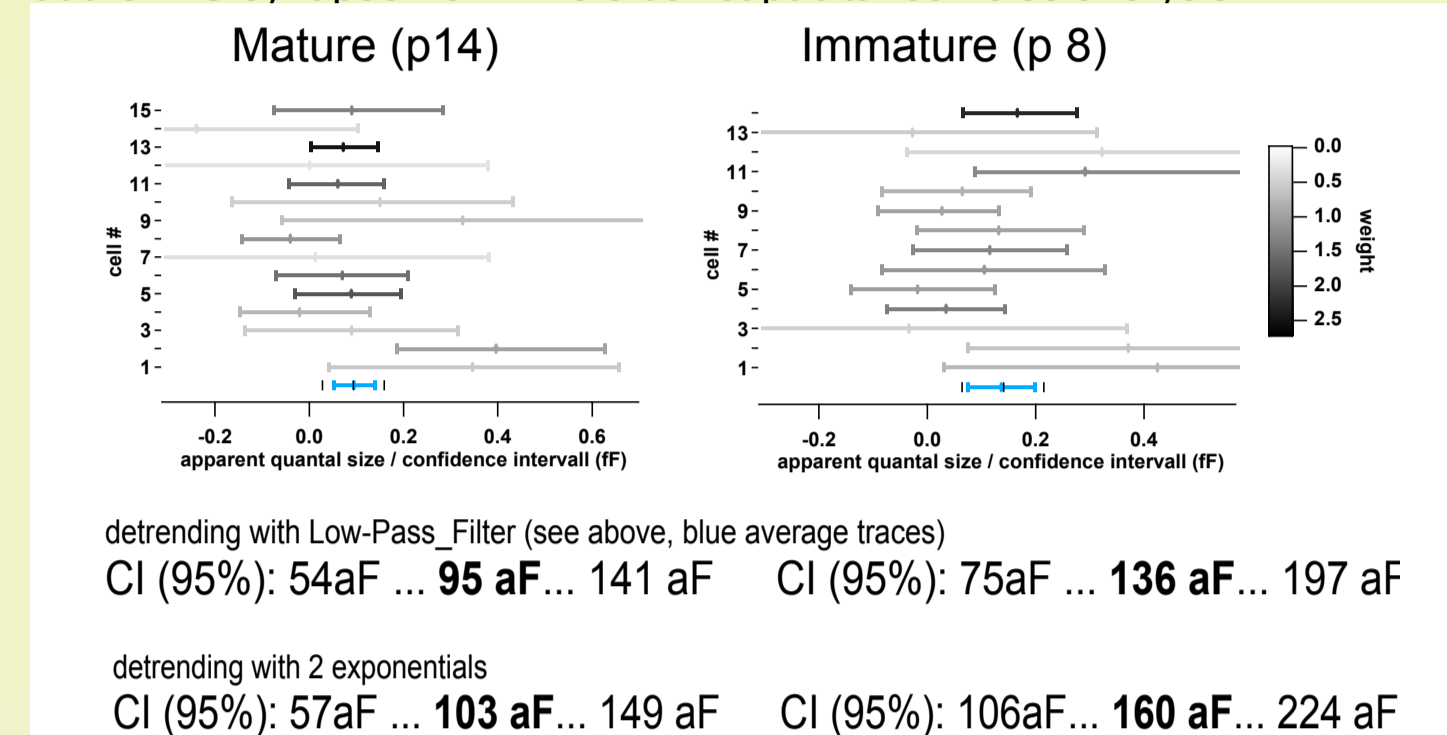 Mature (p14)
Immature (p 8)
15
13
11
9
7
5
3
1
cell #
-0.2 0.0 0.2 0.4 0.6
apparent quantal size / confidence intervall (fF)
13
11
9
7
5
3
1
cell #
-0.2 0.0 0.2 0.4
apparent quantal size / confidence intervall (fF)
0.0
0.5
1.0
1.5
2.0
2.5
weight
detrending with Low-Pass_Filter (see above, blue average traces)
CI (95%): 54aF ... 95 aF... 141 aF
CI (95%): 75aF ... 136 aF... 197 aF
detrending with 2 exponentials
CI (95%): 57aF ... 103 aF... 149 aF
CI (95%): 106aF... 160 aF... 224 aF